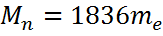 Mₙ = 1836mₑ